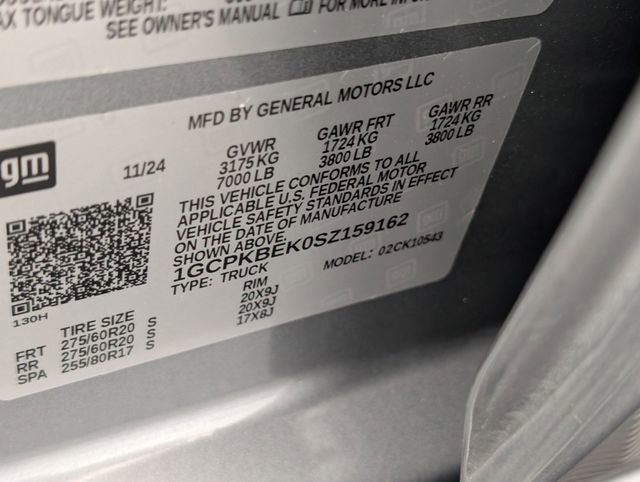 AX TONGUE WEIGHT:
SEE OWNER'S MANUAL FOR MORE
MFD BY GENERAL MOTORS LLC
gm
11/24
GVWR GAWR FRT GAWR RR
3175 KG 1724 KG 1724 KG
7000 LB 3800 LB 3800 LB
THIS VEHICLE CONFORMS TO ALL
APPLICABLE U.S. FEDERAL MOTOR
VEHICLE SAFETY STANDARDS IN EFFECT
ON THE DATE OF MANUFACTURE
SHOWN ABOVE
1GCPKBEK0SZ159162
TYPE: TRUCK MODEL: 02CK10543
130H
TIRE SIZE RIM
FRT 275/60R20 S 20X9J
RR 275/60R20 S 20X9J
SPA 255/80R17 S 17X8J